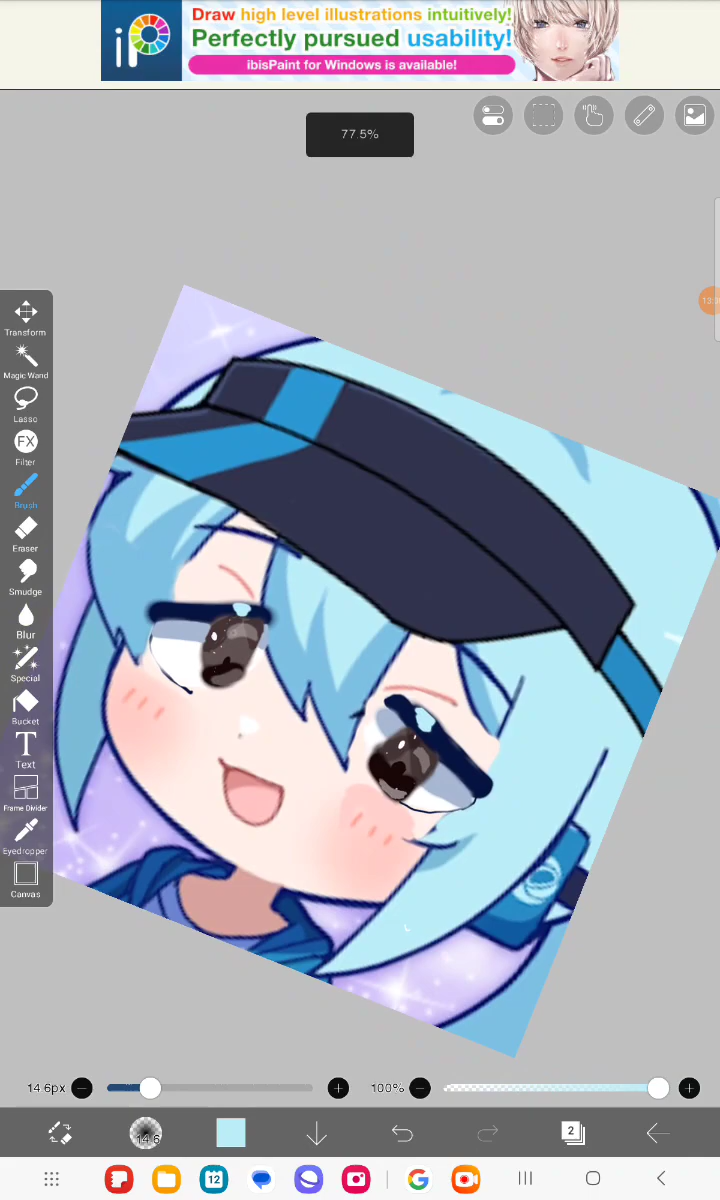 Draw high level illustrations intuitively!
iP
Perfectly pursued usability!
ibisPaint for Windows is available!
77.5%
Transform
Magic Wand
Lasso
FX
Filter
Brush
Eraser
Smudge
Blur
Special
Bucket
T
Text
Frame Divider
Eyedropper
Canvas
14.6px
100%
14.6
2
12
G